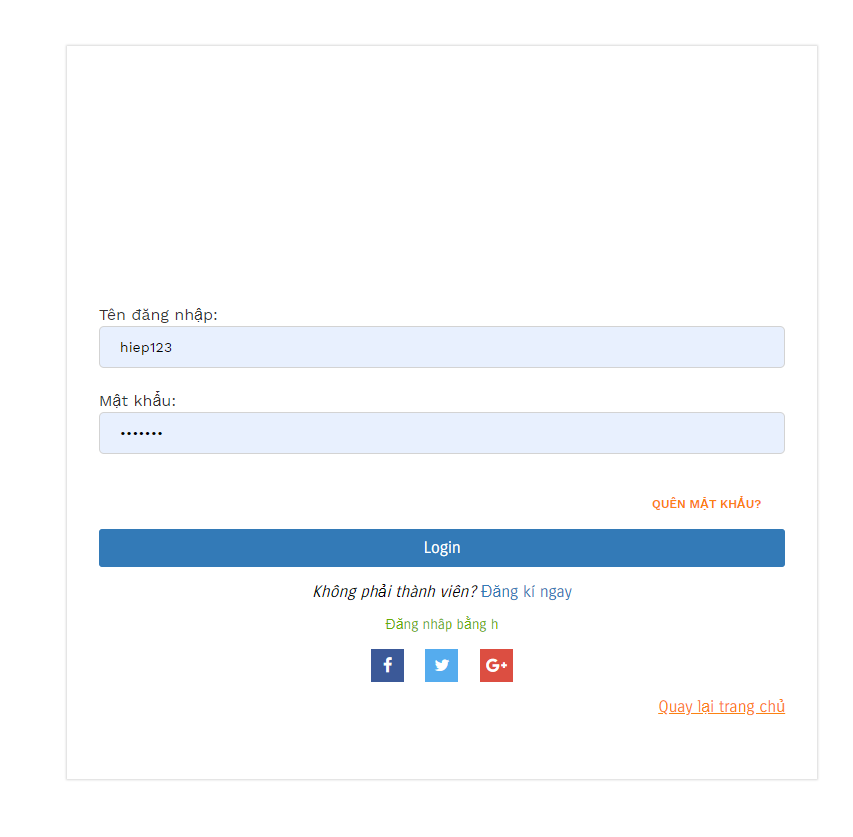 Tên đăng nhập:
hiep123
Mật khẩu:
•••••••
QUÊN MẬT KHẨU?
Login
Không phải thành viên? Đăng kí ngay
Đăng nhâp bằng h
f G+
Quay lại trang chủ